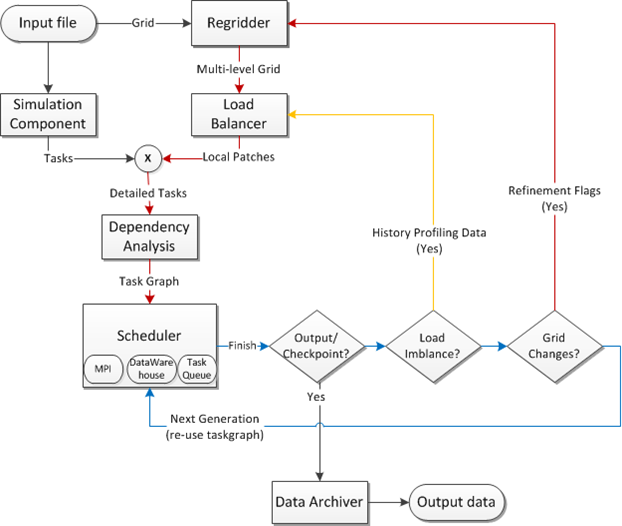 Input file
Grid
Regridder
Multi-level Grid
Simulation
Component
Load
Balancer
Tasks
X
Local Patches
Detailed Tasks
Refinement Flags
(Yes)
Dependency
Analysis
History Profiling Data
(Yes)
Task Graph
Scheduler
MPI
DataWare
house
Task
Queue
Finish
Output/
Checkpoint?
Load
Imblance?
Grid
Changes?
Yes
Next Generation
(re-use taskgraph)
Data Archiver
Output data